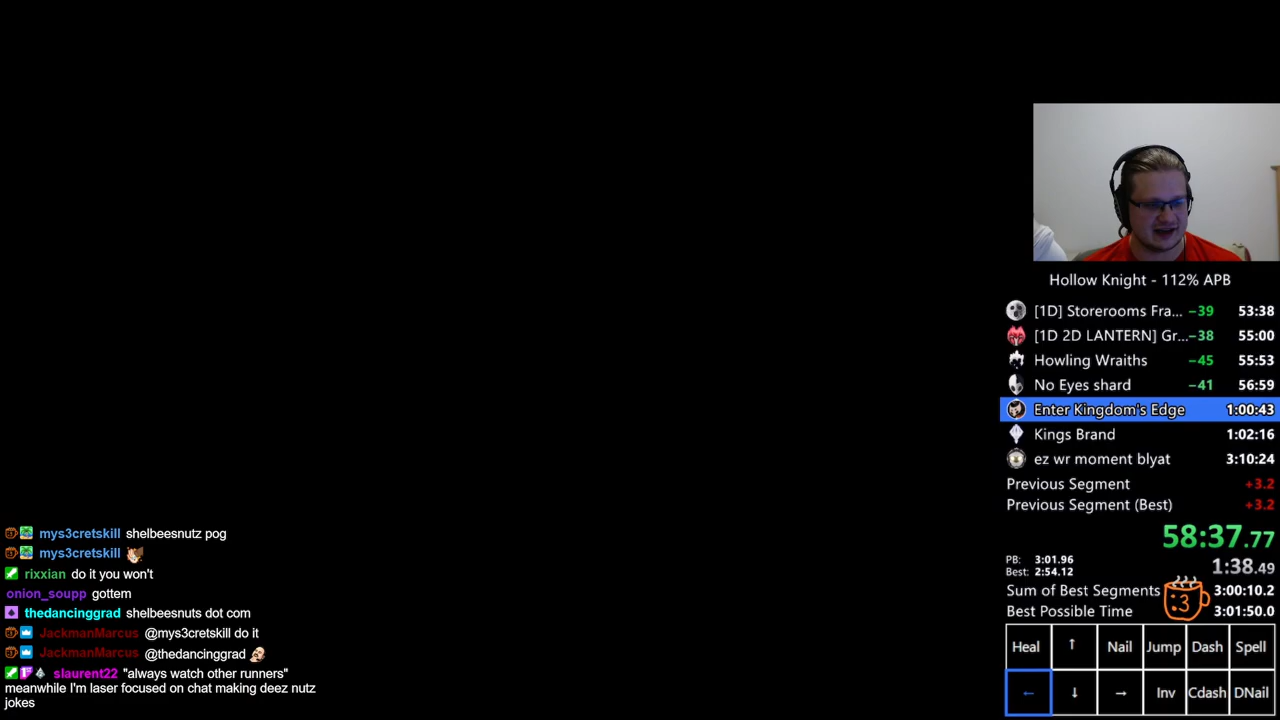 Hollow Knight - 112% APB
[1D] Storerooms Fra... −39 53:38
[1D 2D LANTERN] Gr... −38 55:00
Howling Wraiths −45 55:53
No Eyes shard −41 56:59
Enter Kingdom's Edge 1:00:43
Kings Brand 1:02:16
ez wr moment blyat 3:10:24
Previous Segment +3.2
Previous Segment (Best) +3.2
58:37.77
PB: 3:01.96
Best: 2:54.12
1:38.49
Sum of Best Segments 3:00:10.2
Best Possible Time 3:01:50.0
:3
Heal ↑ Nail Jump Dash Spell
← ↓ → Inv Cdash DNail
mys3cretskill shelbeesnutz pog
mys3cretskill
rixxian do it you won't
onion_soupp gottem
thedancinggrad shelbeesnuts dot com
JackmanMarcus @mys3cretskill do it
JackmanMarcus @thedancinggrad
slaurent22 "always watch other runners"
meanwhile I'm laser focused on chat making deez nutz
jokes